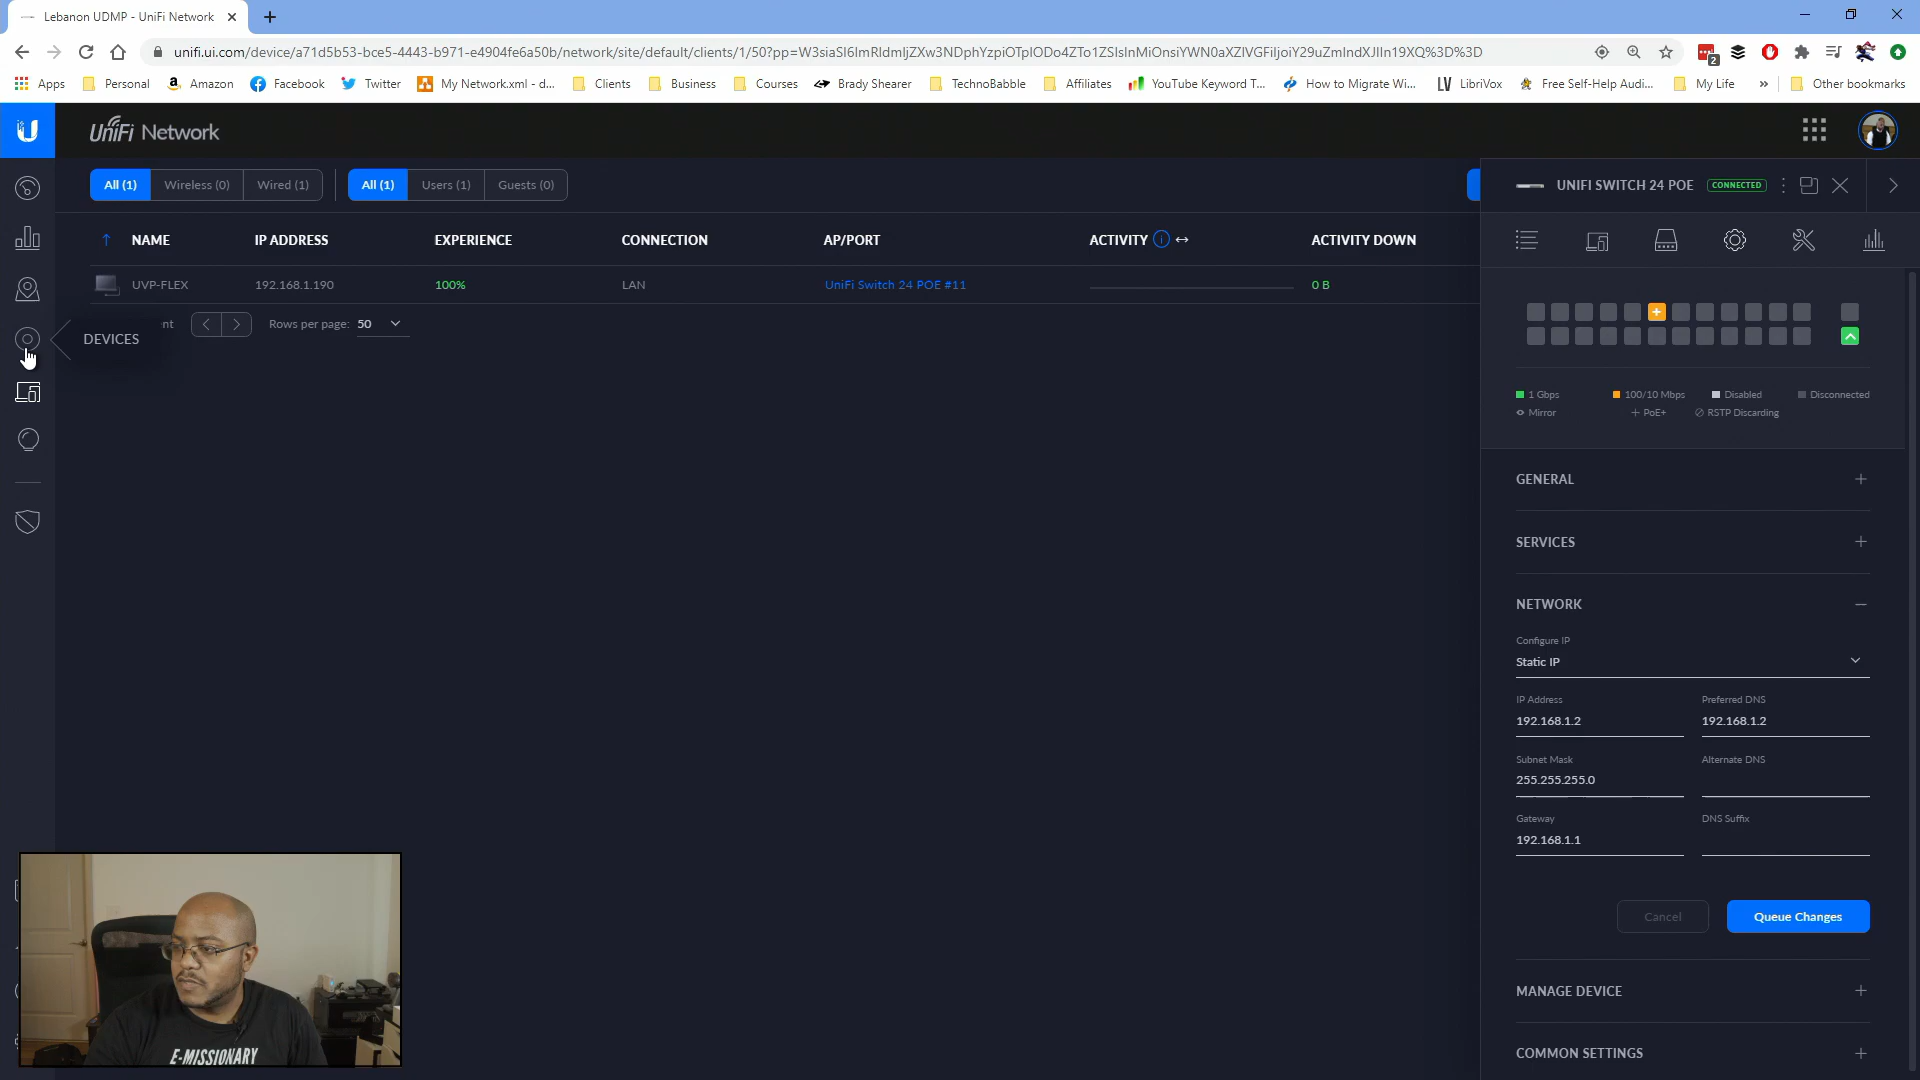 Lebanon UDMP - UniFi Network
unifi.ui.com/device/a71d5b53-bce5-4443-b971-e4904fe6a50b/network/site/default/clients/1/50?pp=W3siaSI6ImRldmljZXw3NDphYzpiOTplODo4ZTo1ZSIsInMiOnsiYWN0aXZlVGFiIjoiY29uZmlndXJlIn19XQ%3D%3D
2
Apps Personal Amazon Facebook Twitter My Network.xml - d... Clients Business Courses Brady Shearer TechnoBabble Affiliates YouTube Keyword T... How to Migrate Wi... LV LibriVox Free Self-Help Audi... My Life » Other bookmarks
UniFi Network
All (1) Wireless (0) Wired (1) All (1) Users (1) Guests (0)
UNIFI SWITCH 24 POE CONNECTED
NAME IP ADDRESS EXPERIENCE CONNECTION AP/PORT ACTIVITY ACTIVITY DOWN
UVP-FLEX 192.168.1.190 100% LAN UniFi Switch 24 POE #11 0 B
nt Rows per page: 50
DEVICES
1 Gbps 100/10 Mbps Disabled Disconnected
Mirror PoE+ RSTP Discarding
GENERAL
SERVICES
NETWORK
Configure IP
Static IP
IP Address Preferred DNS
192.168.1.2 192.168.1.2
Subnet Mask Alternate DNS
255.255.255.0
Gateway DNS Suffix
192.168.1.1
Cancel Queue Changes
MANAGE DEVICE
COMMON SETTINGS
E-MISSIONARY